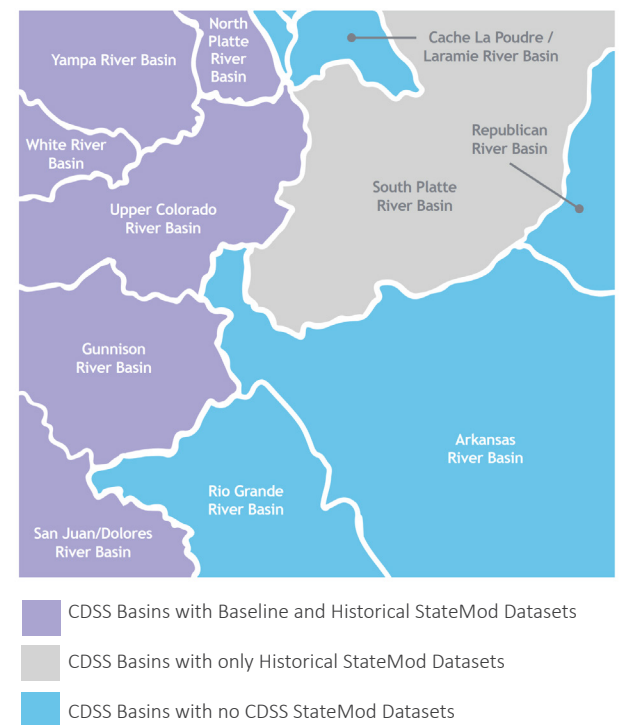 North
Platte
River
Basin
Cache La Poudre /
Laramie River Basin
Yampa River Basin
White River
Basin
Republican
River Basin
South Platte
River Basin
Upper Colorado
River Basin
Gunnison
River Basin
Arkansas
River Basin
Rio Grande
River Basin
San Juan/Dolores
River Basin
CDSS Basins with Baseline and Historical StateMod Datasets
CDSS Basins with only Historical StateMod Datasets
CDSS Basins with no CDSS StateMod Datasets